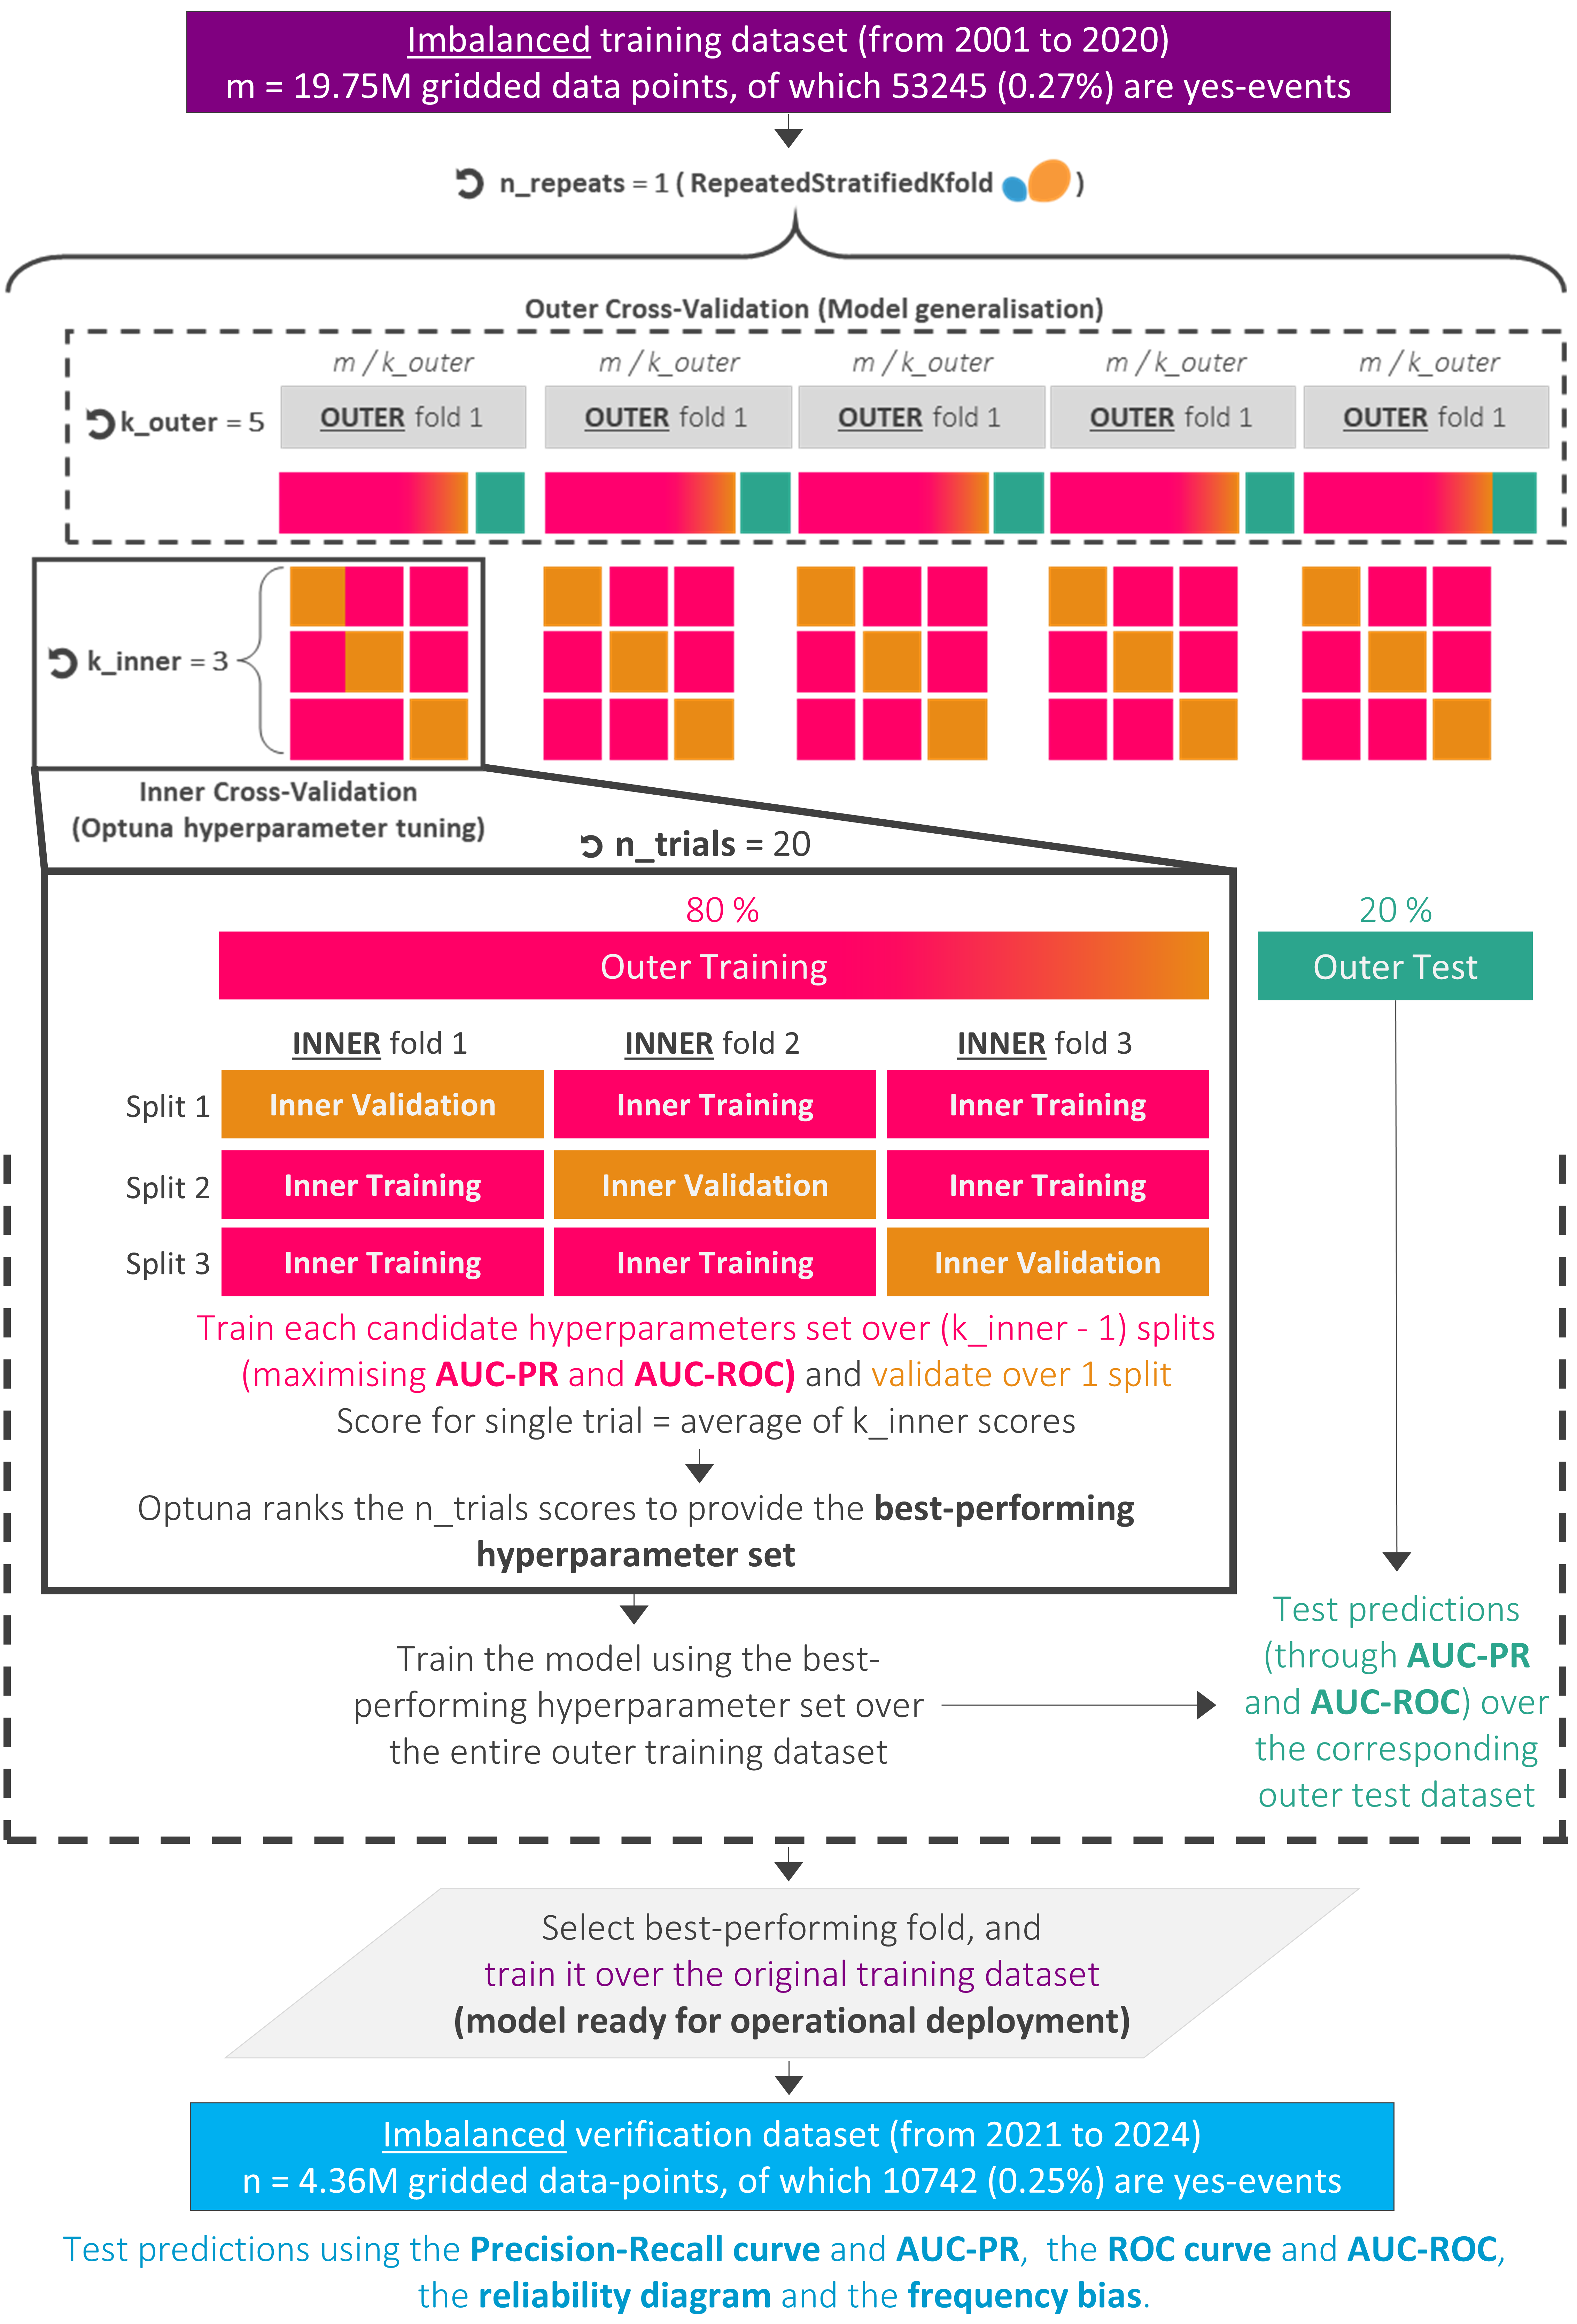 Imbalanced training dataset (from 2001 to 2020)
m = 19.75M gridded data points, of which 53245 (0.27%) are yes-events
n_repeats = 1 ( RepeatedStratifiedKfold )
Outer Cross-Validation (Model generalisation)
m / k_outer m / k_outer m / k_outer m / k_outer m / k_outer
k_outer = 5 OUTER fold 1 OUTER fold 1 OUTER fold 1 OUTER fold 1 OUTER fold 1
k_inner = 3
Inner Cross-Validation
(Optuna hyperparameter tuning)
n_trials = 20
80 % 20 %
Outer Training Outer Test
INNER fold 1 INNER fold 2 INNER fold 3
Split 1 Inner Validation Inner Training Inner Training
Split 2 Inner Training Inner Validation Inner Training
Split 3 Inner Training Inner Training Inner Validation
Train each candidate hyperparameters set over (k_inner - 1) splits
(maximising AUC-PR and AUC-ROC) and validate over 1 split
Score for single trial = average of k_inner scores
Optuna ranks the n_trials scores to provide the best-performing
hyperparameter set
Train the model using the best-
performing hyperparameter set over
the entire outer training dataset
Test predictions
(through AUC-PR
and AUC-ROC) over
the corresponding
outer test dataset
Select best-performing fold, and
train it over the original training dataset
(model ready for operational deployment)
Imbalanced verification dataset (from 2021 to 2024)
n = 4.36M gridded data-points, of which 10742 (0.25%) are yes-events
Test predictions using the Precision-Recall curve and AUC-PR, the ROC curve and AUC-ROC,
the reliability diagram and the frequency bias.